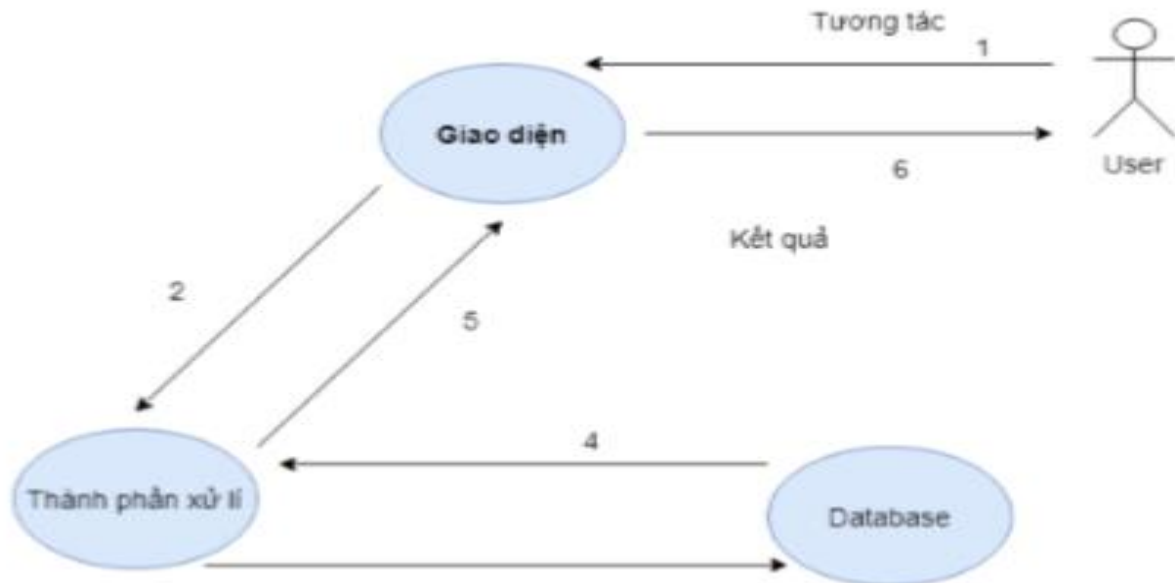 Tương tác
1
Giao diện
6
User
Kết quả
2
5
4
Thành phần xử lí
Database